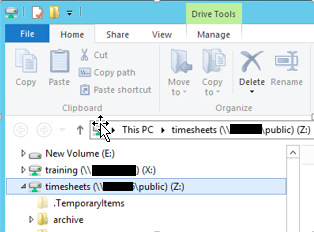 Drive Tools
File Home Share View Manage
Copy Paste
Cut
Copy path
Paste shortcut
Move to Copy to Delete Rename
Clipboard Organize
This PC timesheets (\\ \public) (Z:)
New Volume (E:)
training (\\ ) (X:)
timesheets (\\ \public) (Z:)
.TemporaryItems
archive